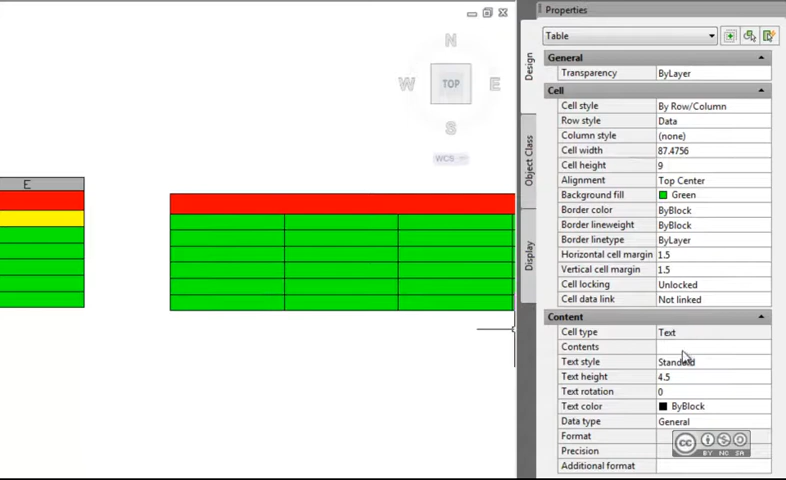 Properties
Table
General
Transparency ByLayer
Cell
Cell style By Row/Column
Row style Data
Column style (none)
Cell width 87.4756
Cell height 9
Alignment Top Center
Background fill Green
Border color ByBlock
Border lineweight ByBlock
Border linetype ByLayer
Horizontal cell margin 1.5
Vertical cell margin 1.5
Cell locking Unlocked
Cell data link Not linked
Content
Cell type Text
Contents
Text style Standard
Text height 4.5
Text rotation 0
Text color ByBlock
Data type General
Format
Precision
Additional format
Design
Object Class
Display
N
W TOP E
S
WCS
E
cc
BY NC SA